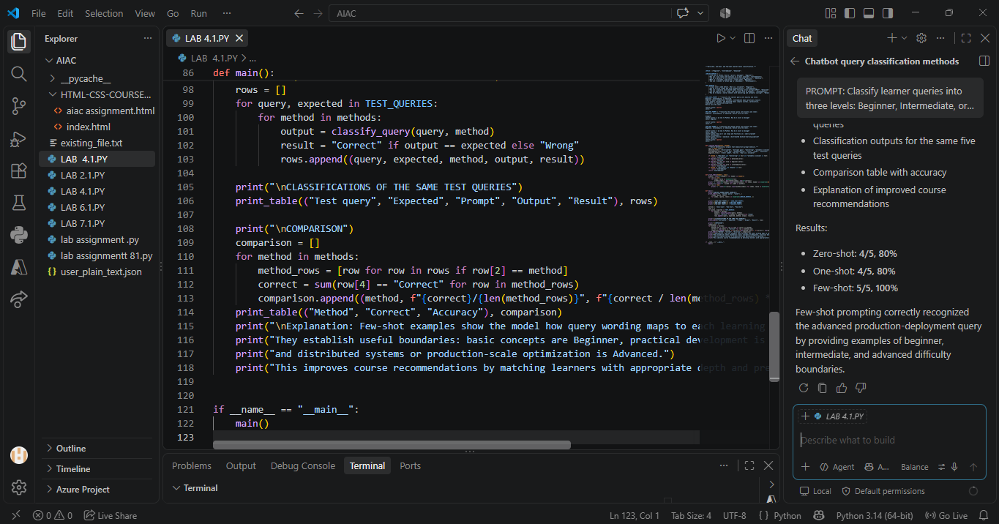 File Edit Selection View Go Run ··· AIAC
Explorer ···
AIAC
__pycache__
HTML-CSS-COURSE...
<> aiac assignment.html
<> index.html
existing_file.txt
LAB  4.1.PY
LAB 2.1.PY
LAB 4.1.PY
LAB 6.1.PY
LAB 7.1.PY
lab assignment .py
lab assignmentt 81.py
{} user_plain_text.json
Outline
Timeline
Azure Project
LAB  4.1.PY
LAB  4.1.PY > ...
86 def main():
98 rows = []
99 for query, expected in TEST_QUERIES:
100 for method in methods:
101 output = classify_query(query, method)
102 result = "Correct" if output == expected else "Wrong"
103 rows.append((query, expected, method, output, result))
104
105 print("\nCLASSIFICATIONS OF THE SAME TEST QUERIES")
106 print_table(("Test query", "Expected", "Prompt", "Output", "Result"), rows)
107
108 print("\nCOMPARISON")
109 comparison = []
110 for method in methods:
111 method_rows = [row for row in rows if row[2] == method]
112 correct = sum(row[4] == "Correct" for row in method_rows)
113 comparison.append((method, f"{correct}/{len(method_rows)}", f"{correct / len(method_rows) *
114 print_table(("Method", "Correct", "Accuracy"), comparison)
115 print("\nExplanation: Few-shot examples show the model how query wording maps to each learning
116 print("They establish useful boundaries: basic concepts are Beginner, practical development is
117 print("and distributed systems or production-scale optimization is Advanced.")
118 print("This improves course recommendations by matching learners with appropriate depth and pre
119
120
121 if __name__ == "__main__":
122 main()
123
Problems Output Debug Console Terminal Ports
Terminal
Chat
Chatbot query classification methods
PROMPT: Classify learner queries into
three levels: Beginner, Intermediate, or...
queries
• Classification outputs for the same five
test queries
• Comparison table with accuracy
• Explanation of improved course
recommendations
Results:
• Zero-shot: 4/5, 80%
• One-shot: 4/5, 80%
• Few-shot: 5/5, 100%
Few-shot prompting correctly recognized
the advanced production-deployment query
by providing examples of beginner,
intermediate, and advanced difficulty
boundaries.
LAB 4.1.PY
Describe what to build
Agent A... Balance
Local Default permissions
0 0 Live Share Ln 123, Col 1 Tab Size: 4 UTF-8 {} Python Python 3.14 (64-bit) Go Live